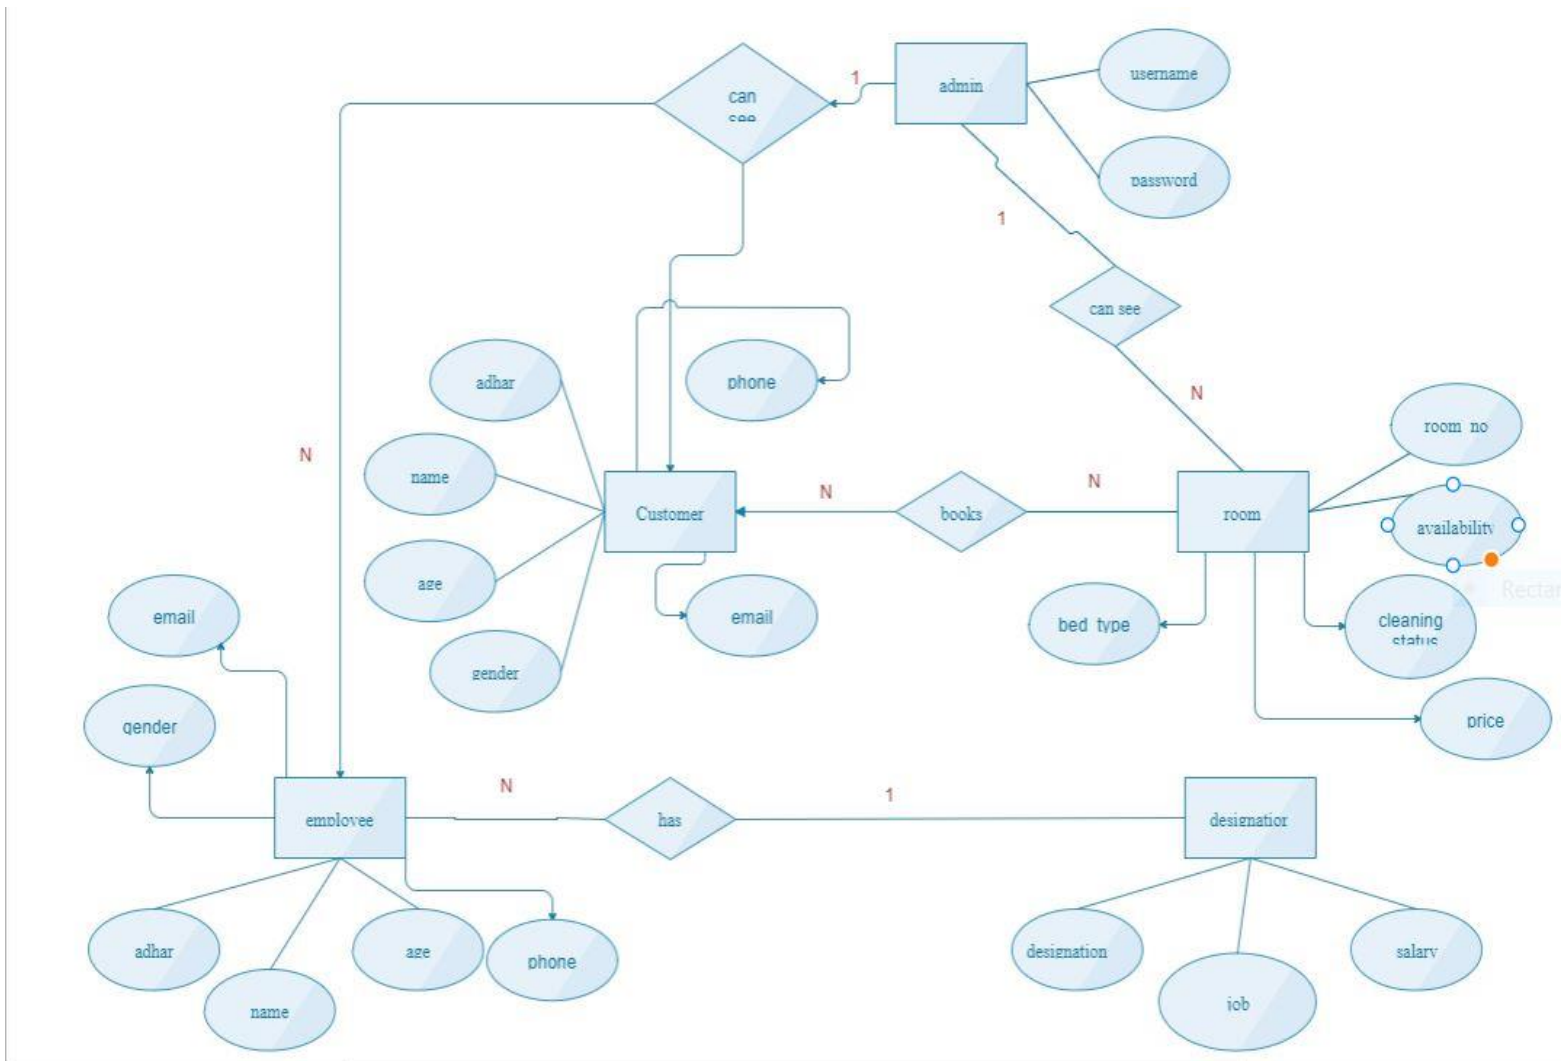 username
1
admin
can
see
password
1
can see
adhar
phone
N
room no
N
name
N
N
Customer
books
room
availability
age
Rectan
email
email
bed type
cleaning
status
gender
gender
price
N
1
employee
has
designation
adhar
age
phone
designation
salary
name
job